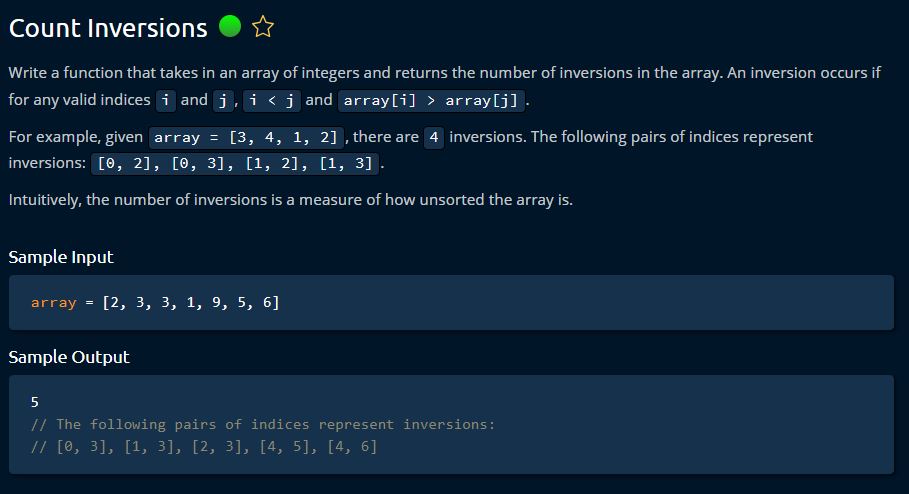 Count Inversions
Write a function that takes in an array of integers and returns the number of inversions in the array. An inversion occurs if
for any valid indices i and j, i < j and array[i] > array[j].
For example, given array = [3, 4, 1, 2], there are 4 inversions. The following pairs of indices represent
inversions: [0, 2], [0, 3], [1, 2], [1, 3].
Intuitively, the number of inversions is a measure of how unsorted the array is.
Sample Input
array = [2, 3, 3, 1, 9, 5, 6]
Sample Output
5
// The following pairs of indices represent inversions:
// [0, 3], [1, 3], [2, 3], [4, 5], [4, 6]